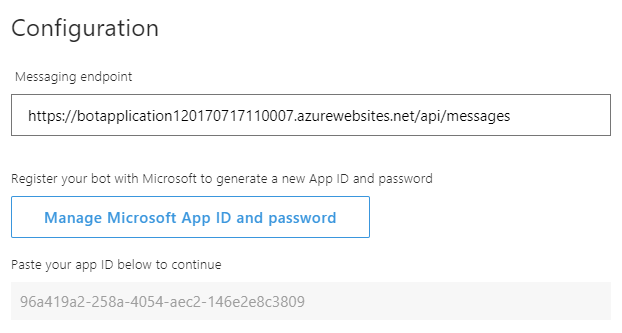 Configuration
Messaging endpoint
https://botapplication120170717110007.azurewebsites.net/api/messages
Register your bot with Microsoft to generate a new App ID and password
Manage Microsoft App ID and password
Paste your app ID below to continue
96a419a2-258a-4054-aec2-146e2e8c3809